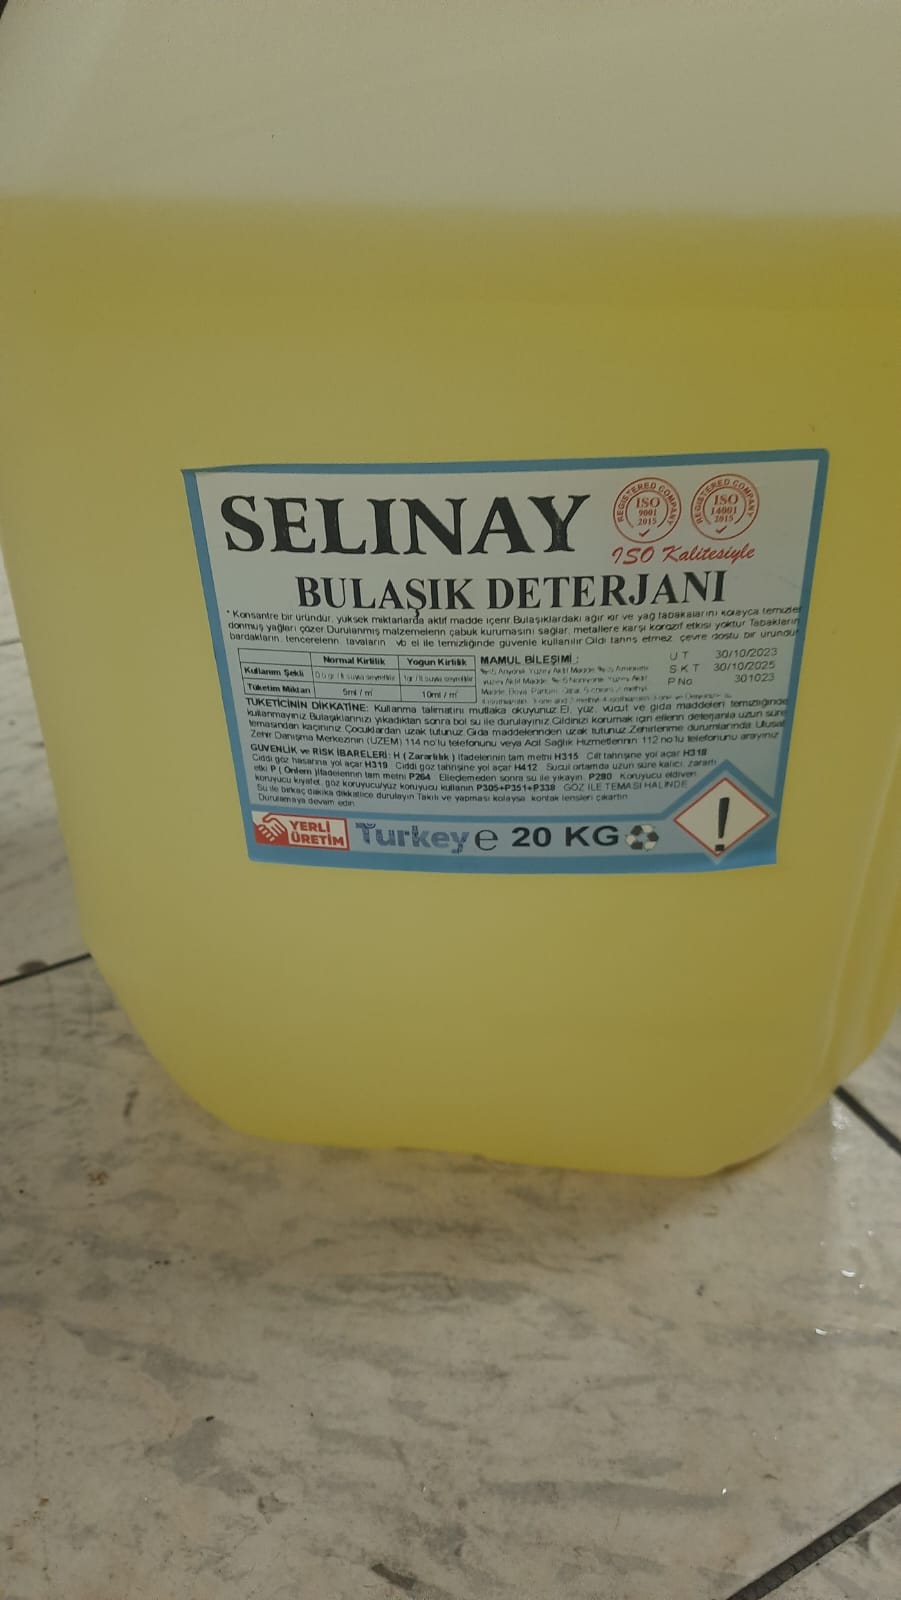 SELINAY
REGISTERED COMPANY
ISO
9001
2015
REGISTERED COMPANY
ISO
14001
2015
ISO Kalitesiyle
BULAŞIK DETERJANI
* Konsantre bir üründür, yüksek miktarlarda aktif madde içerir.Bulaşıklardaki ağır kir ve yağ tabakalarını kolayca temizler
donmuş yağları çözer.Durulanmış malzemelerin çabuk kurumasını sağlar, metallere karşı korazif etkisi yoktur Tabakların
bardakların, tencerelerin, tavaların vb el ile temizliğinde güvenle kullanılır Cildi tahriş etmez, çevre dostu bir üründür
Normal Kirlilik Yogun Kirlilik
Kullanım Şekli
Tüketim Miktarı 5ml / m 10ml / m
MAMUL BİLEŞİMİ :
Ü T 30/10/2023
S K T 30/10/2025
P No 301023
TÜKETİCİNİN DİKKATİNE: Kullanma talimatını mutlaka okuyunuz.El, yüz, vücut ve gıda maddeleri temizliğinde
kullanmayınız.Bulaşıklarınızı yıkadıktan sonra bol su ile durulayınız.Cildinizi korumak için ellerin deterjanla uzun süre
temasından kaçınınız.Çocuklardan uzak tutunuz.Gıda maddelerinden uzak tutunuz.Zehirlenme durumlarında Ulusal
Zehir Danışma Merkezinin (UZEM) 114 no'lu telefonunu veya Acil Sağlık Hizmetlerinin 112 no'lu telefonunu arayınız
GÜVENLİK ve RİSK İBARELERİ: H ( Zararlılık ) İfadelerinin tam metni H315 Cilt tahrişine yol açar H318
Ciddi göz hasarına yol açar H319 Ciddi göz tahrişine yol açar H412 Sucul ortamda uzun süre kalıcı, zararlı
etki P ( Önlem )İfadelerinin tam metni P264 Elleçlemeden sonra su ile yıkayın. P280 Koruyucu eldiven
koruyucu kıyafet, göz koruyucu/yüz koruyucu kullanın P305+P351+P338 GÖZ İLE TEMASI HALİNDE
Su ile birkaç dakika dikkatlice durulayın Takılı ve yapması kolaysa, kontak lensleri çıkartın
Durulamaya devam edin
YERLİ
ÜRETİM
Turkey e 20 KG